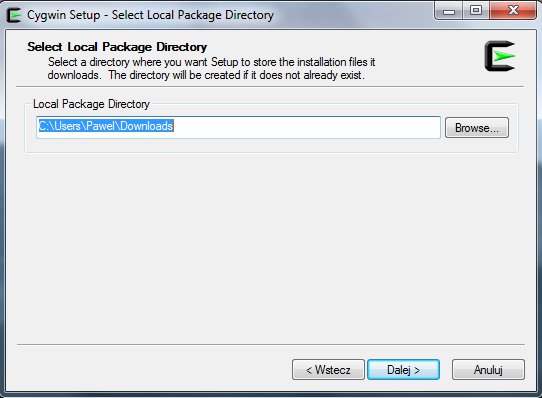 Cygwin Setup - Select Local Package Directory
Select Local Package Directory
Select a directory where you want Setup to store the installation files it
downloads. The directory will be created if it does not already exist.
Local Package Directory
C:\Users\Pawel\Downloads
Browse...
< Wstecz
Dalej >
Anuluj